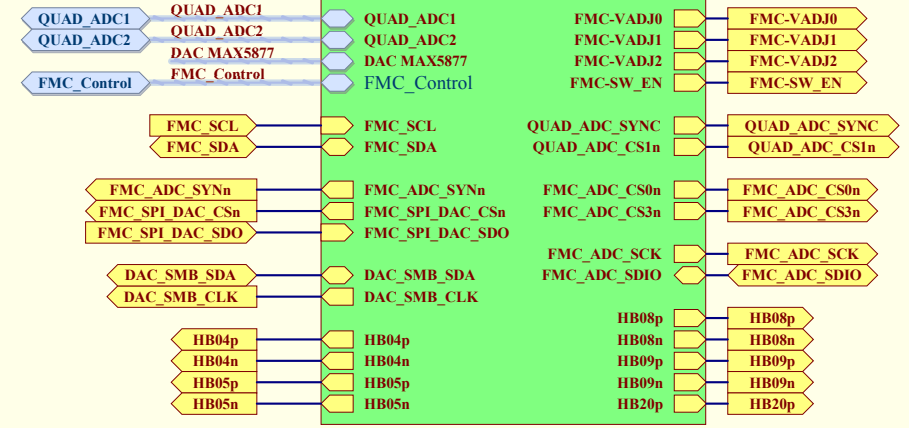 QUAD_ADC1 QUAD_ADC1 QUAD_ADC1 FMC-VADJ0 FMC-VADJ0
QUAD_ADC2 QUAD_ADC2 QUAD_ADC2 FMC-VADJ1 FMC-VADJ1
DAC MAX5877 DAC MAX5877 FMC-VADJ2 FMC-VADJ2
FMC_Control FMC_Control FMC_Control FMC-SW_EN FMC-SW_EN
FMC_SCL FMC_SCL QUAD_ADC_SYNC QUAD_ADC_SYNC
FMC_SDA FMC_SDA QUAD_ADC_CS1n QUAD_ADC_CS1n
FMC_ADC_SYNn FMC_ADC_SYNn FMC_ADC_CS0n FMC_ADC_CS0n
FMC_SPI_DAC_CSn FMC_SPI_DAC_CSn FMC_ADC_CS3n FMC_ADC_CS3n
FMC_SPI_DAC_SDO FMC_SPI_DAC_SDO
FMC_ADC_SCK FMC_ADC_SCK
DAC_SMB_SDA DAC_SMB_SDA FMC_ADC_SDIO FMC_ADC_SDIO
DAC_SMB_CLK DAC_SMB_CLK
HB08p HB08p
HB04p HB04p HB08n HB08n
HB04n HB04n HB09p HB09p
HB05p HB05p HB09n HB09n
HB05n HB05n HB20p HB20p